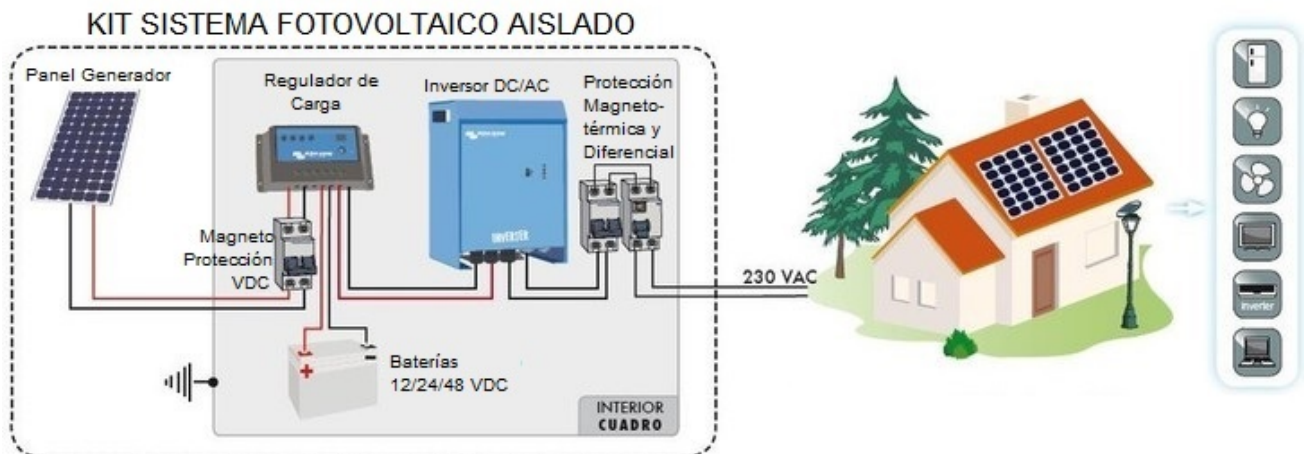 KIT SISTEMA FOTOVOLTAICO AISLADO
Panel Generador
Regulador de
Carga
Inversor DC/AC
Protección
Magneto-
térmica y
Diferencial
INVERTER
Magneto
Protección
VDC
230 VAC
inverter
Baterías
12/24/48 VDC
INTERIOR
CUADRO